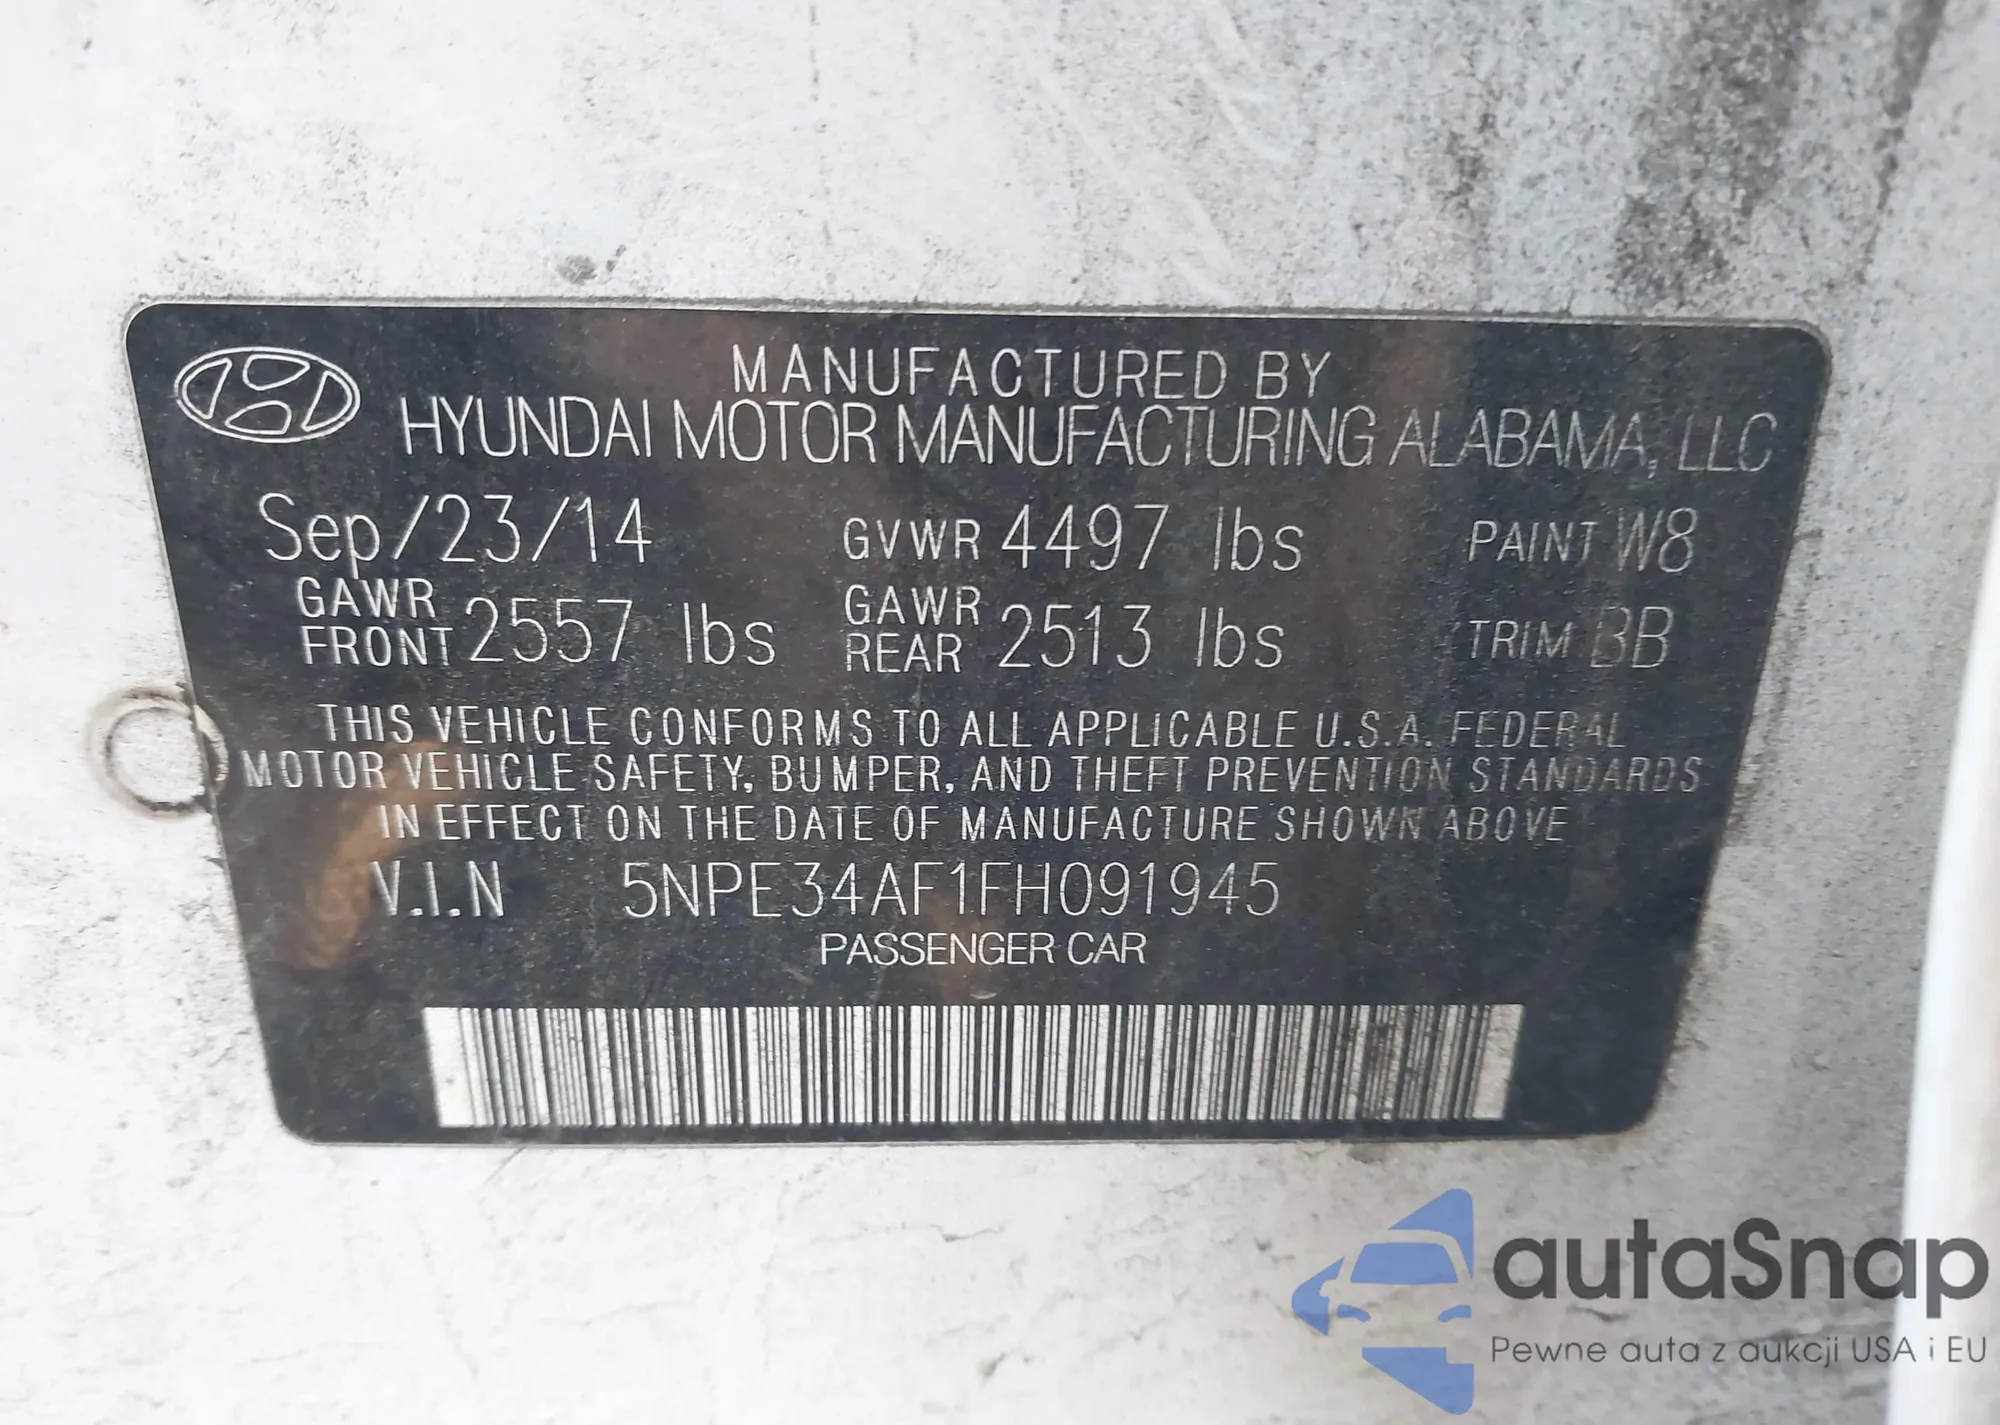 MANUFACTURED BY
HYUNDAI MOTOR MANUFACTURING ALABAMA, LLC
Sep/23/14 GVWR 4497 lbs PAINT W8
GAWR FRONT 2557 lbs GAWR REAR 2513 lbs TRIM BB
THIS VEHICLE CONFORMS TO ALL APPLICABLE U.S.A. FEDERAL
MOTOR VEHICLE SAFETY, BUMPER, AND THEFT PREVENTION STANDARDS
IN EFFECT ON THE DATE OF MANUFACTURE SHOWN ABOVE
V.I.N 5NPE34AF1FH091945
PASSENGER CAR
autaSnap
Pewne auta z aukcji USA i EU